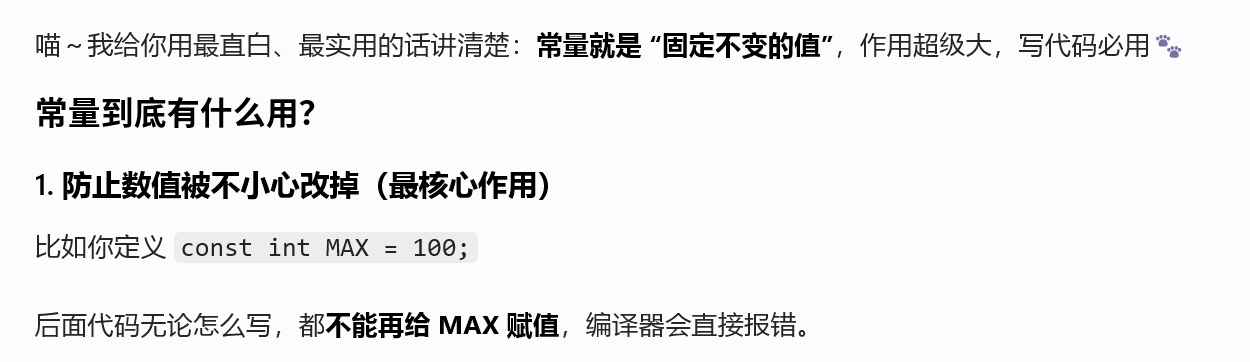 喵～我给你用最直白、最实用的话讲清楚：常量就是 “固定不变的值”，作用超级大，写代码必用🐾
常量到底有什么用？
1. 防止数值被不小心改掉（最核心作用）
比如你定义 const int MAX = 100;
后面代码无论怎么写，都不能再给 MAX 赋值，编译器会直接报错。